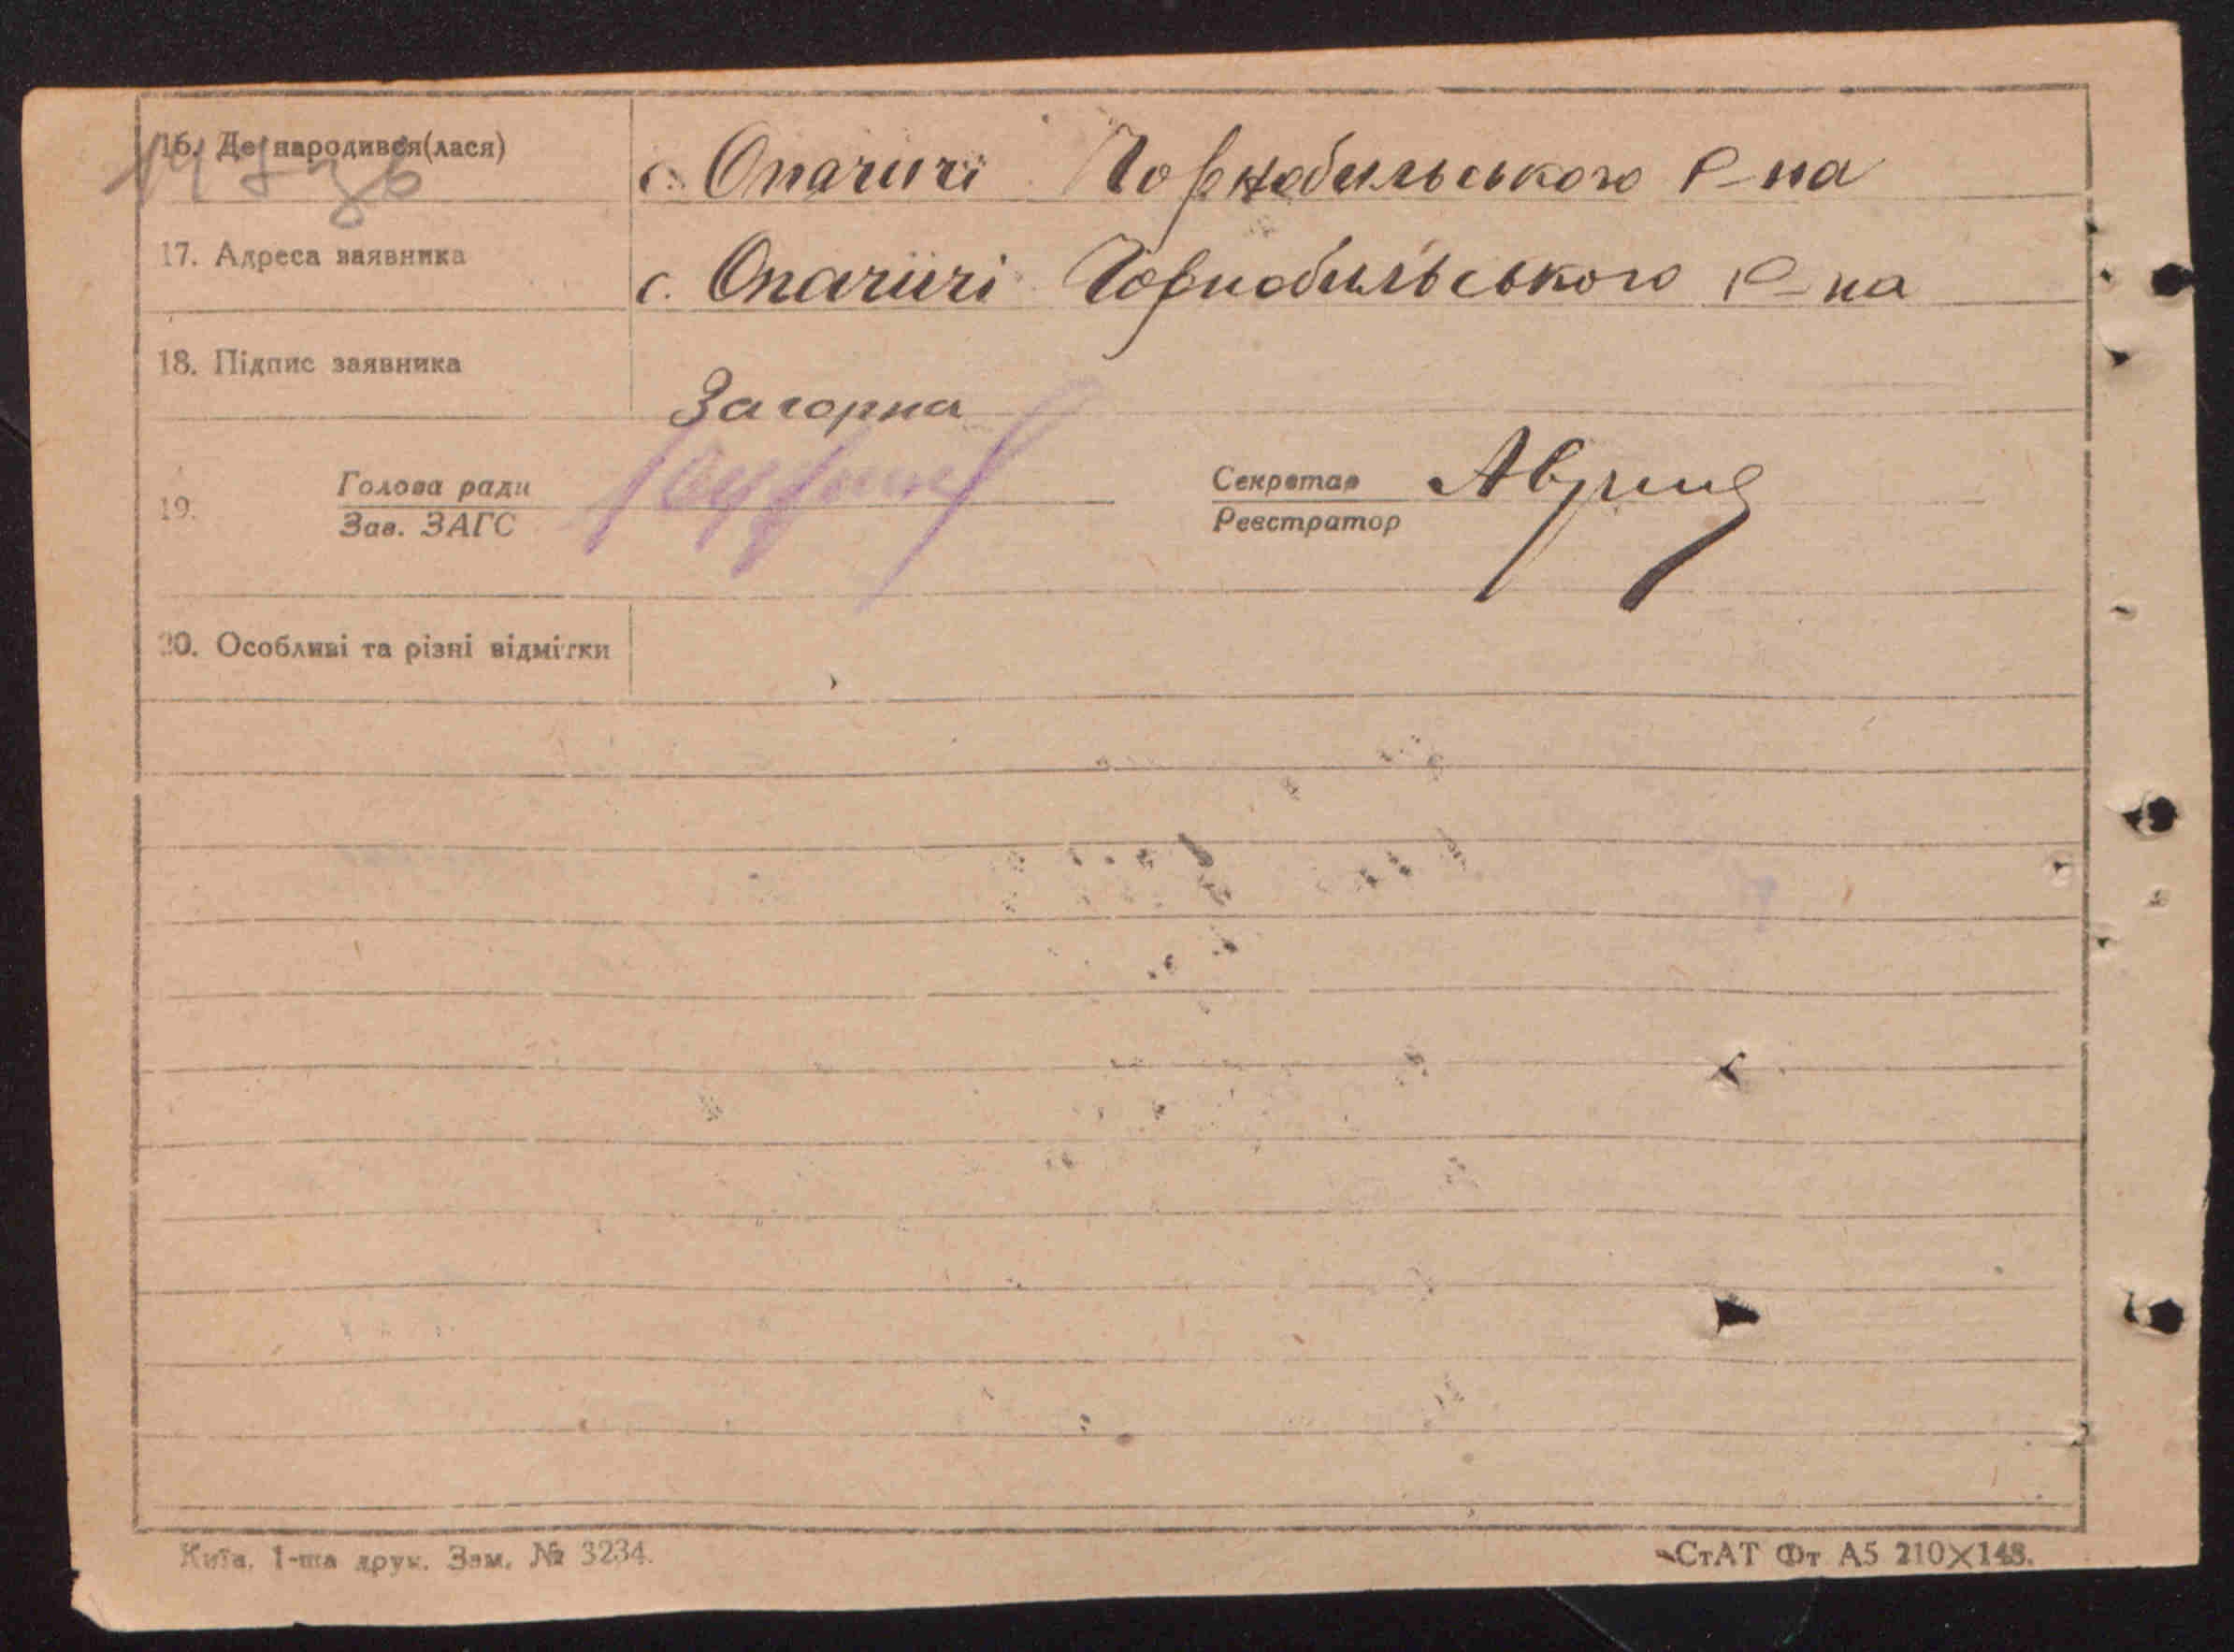 16. Де народився(лася) с. Опачичі Чорнобильського р-на
17. Адреса заявника с. Опачичі Чорнобильського р-на
18. Підпис заявника Загорна
19. Голова ради Секретар
Зав. ЗАГС Реєстратор
20. Особливі та різні відмітки
Київ. 1-ша друк. Зам. № 3234. СтАТ Фт А5 210×148.